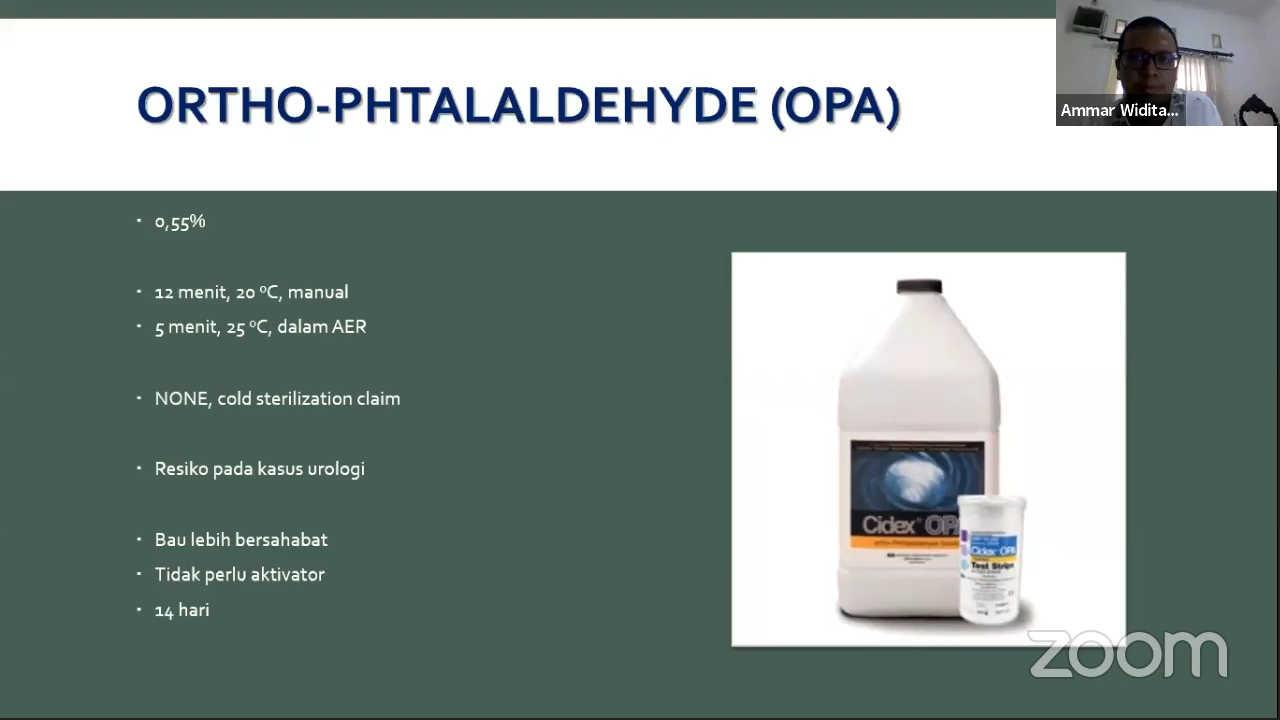 ORTHO-PHTALALDEHYDE (OPA)
Ammar Widita...
• 0,55%
• 12 menit, 20 ºC, manual
• 5 menit, 25 ºC, dalam AER
• NONE, cold sterilization claim
• Resiko pada kasus urologi
• Bau lebih bersahabat
• Tidak perlu aktivator
• 14 hari
Cidex® OPA
Cidex OPA
Test Strips
zoom